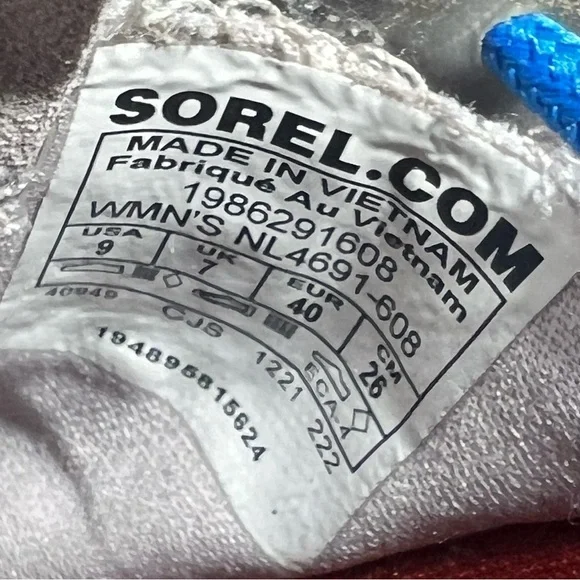 SOREL.COM
MADE IN VIETNAM
Fabriqué Au Vietnam
1986291608
WMN'S NL4691-608
USA UK EUR CM
9 7 40 26
ECA.X
40949 CJS 1221 222
194895815624